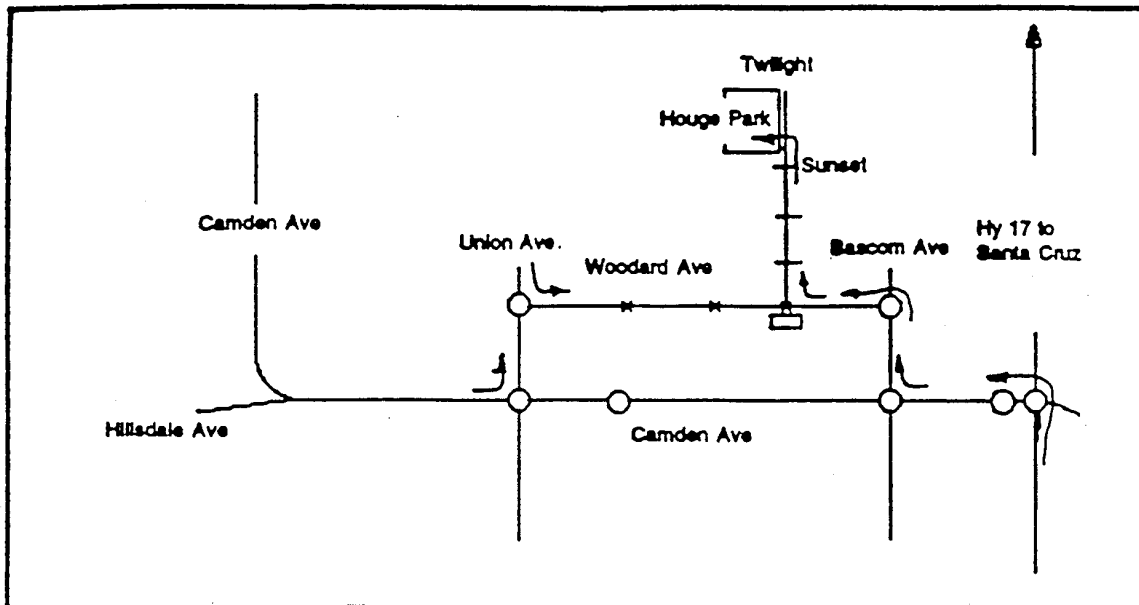 Twilight
Houge Park
Sunset
Camden Ave
Union Ave.
Woodard Ave
Bascom Ave
Hy 17 to
Santa Cruz
Hillsdale Ave
Camden Ave